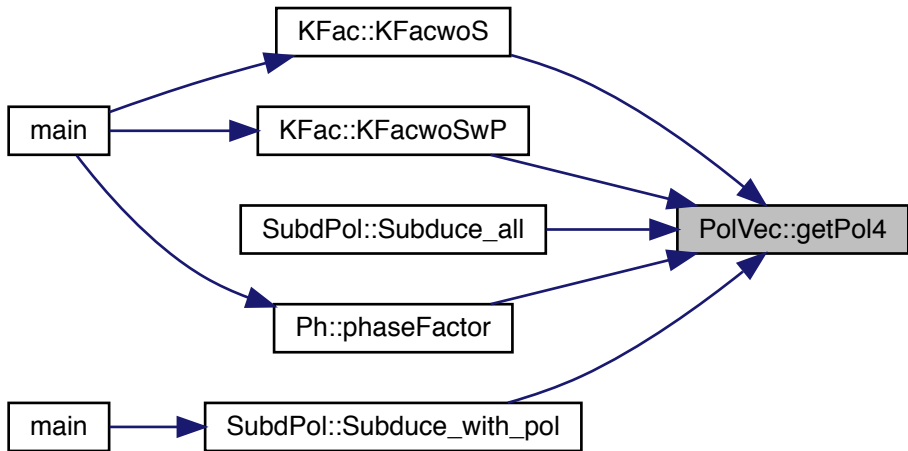 KFac::KFacwoS
main
KFac::KFacwoSwP
SubdPol::Subduce_all
PolVec::getPol4
Ph::phaseFactor
main
SubdPol::Subduce_with_pol